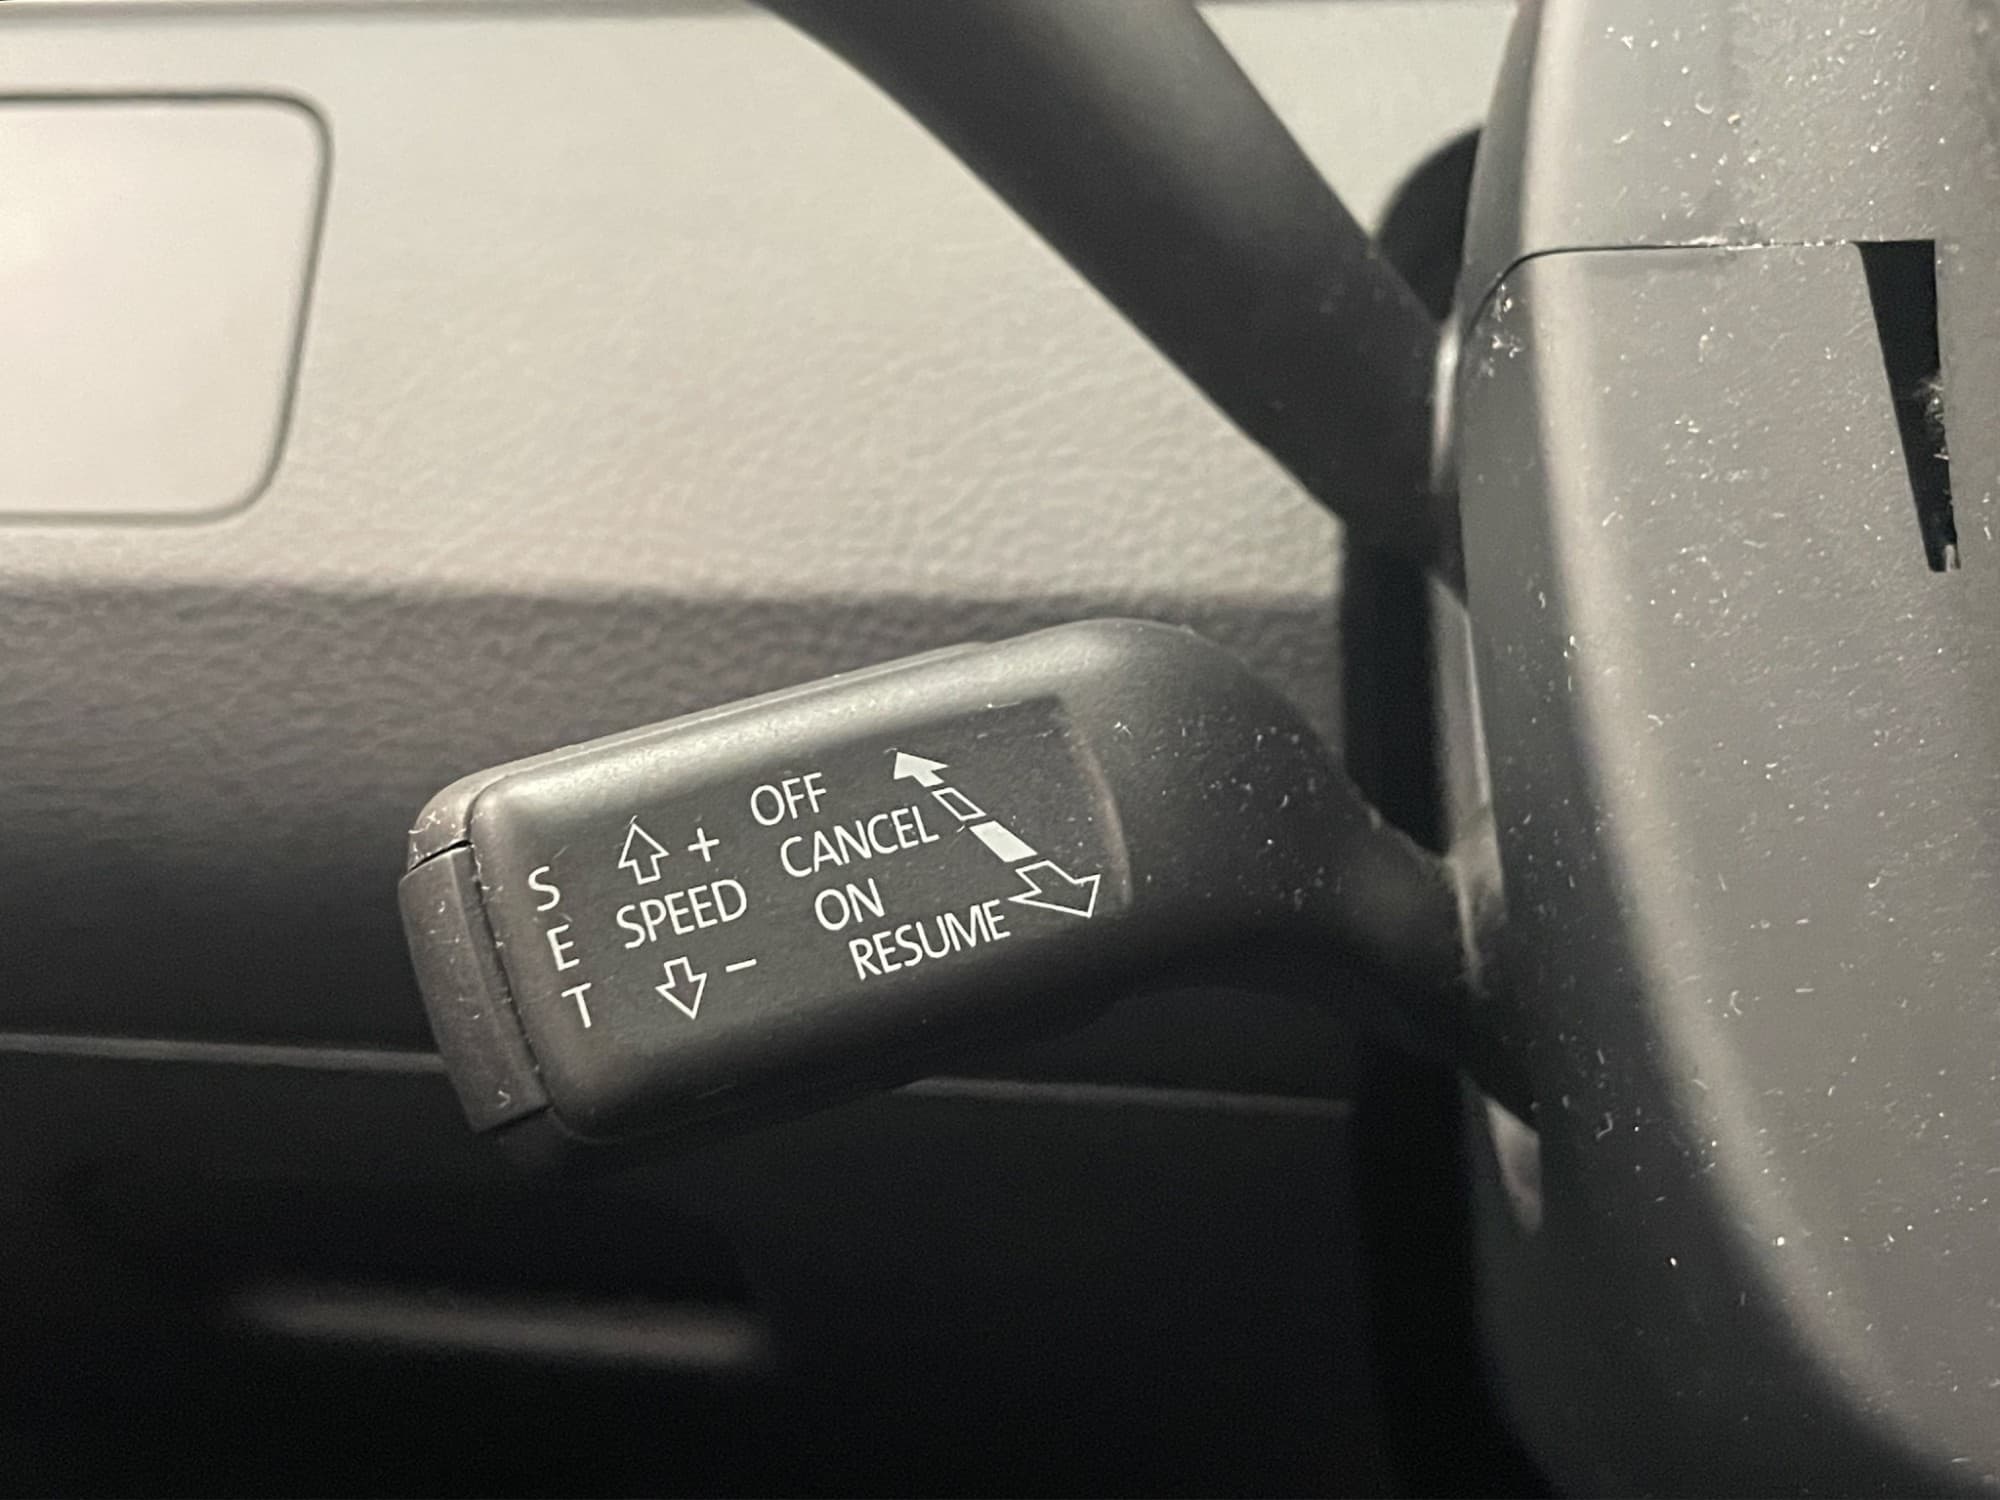 S
E
T
+
SPEED
−
OFF
CANCEL
ON
RESUME